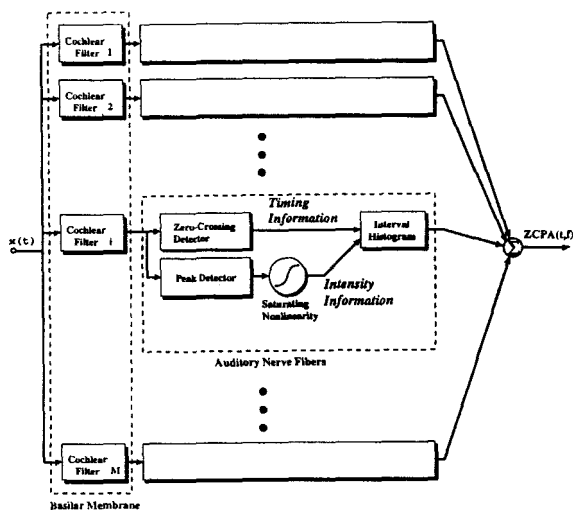 Cochlear
Filter 1
Cochlear
Filter 2
x(t)
Cochlear
Filter i
Timing
Information
Zero-Crossing
Detector
Interval
Histogram
ZCPA(t,f)
Σ
Peak Detector
Saturating
Nonlinearity
Intensity
Information
Auditory Nerve Fibers
Cochlear
Filter M
Basilar Membrane